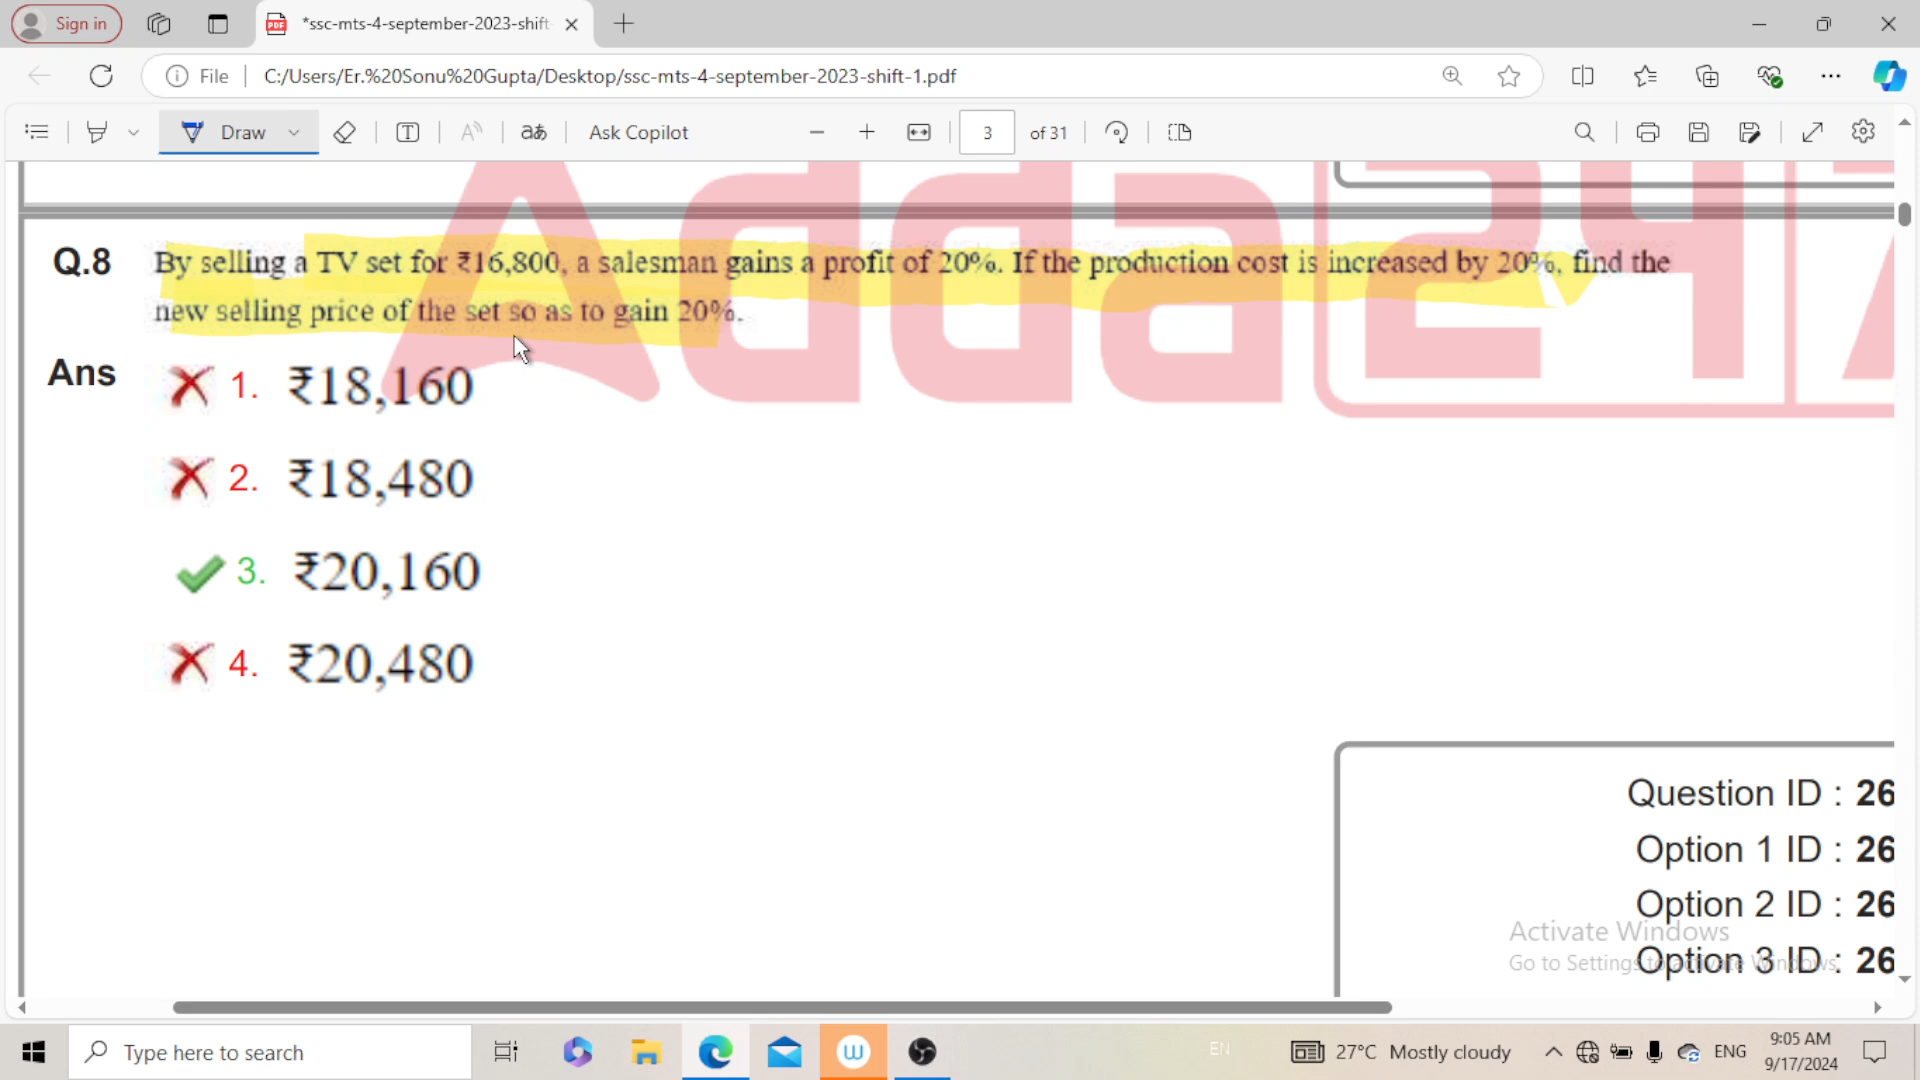 Sign in
*ssc-mts-4-september-2023-shift
File
C:/Users/Er.%20Sonu%20Gupta/Desktop/ssc-mts-4-september-2023-shift-1.pdf
Draw
Ask Copilot
3
of 31
Adda247
Q.8 By selling a TV set for ₹16,800, a salesman gains a profit of 20%. If the production cost is increased by 20%, find the
new selling price of the set so as to gain 20%.
Ans
1. ₹18,160
2. ₹18,480
3. ₹20,160
4. ₹20,480
Question ID : 26
Option 1 ID : 26
Option 2 ID : 26
Option 3 ID : 26
Activate Windows
Go to Settings to activate Windows.
Type here to search
EN
27°C Mostly cloudy
ENG
9:05 AM
9/17/2024